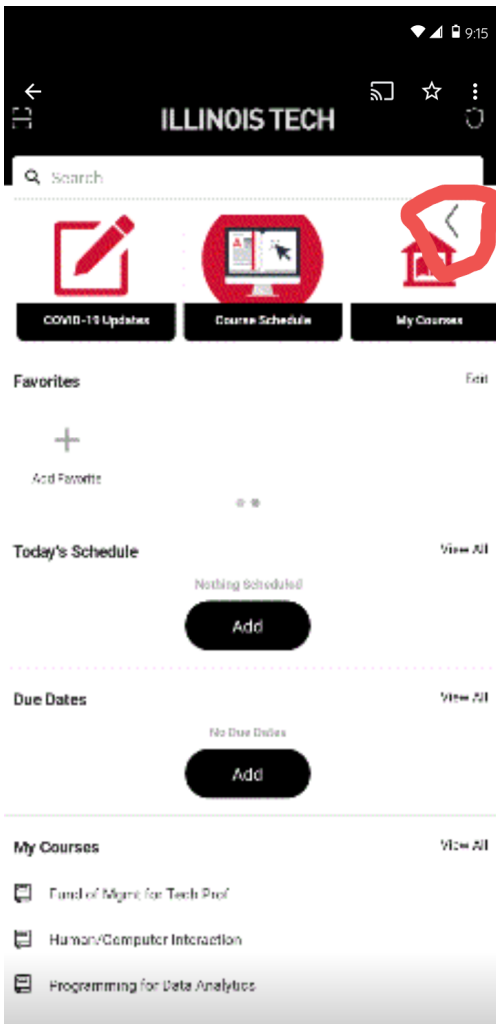 9:15
ILLINOIS TECH
Search
COVID-19 Updates
Course Schedule
My Courses
Favorites
Edit
Add Favorite
Today's Schedule
View All
Nothing Scheduled
Add
Due Dates
View All
No Due Dates
Add
My Courses
View All
Fund of Mgmt for Tech Prof
Human/Computer Interaction
Programming for Data Analytics